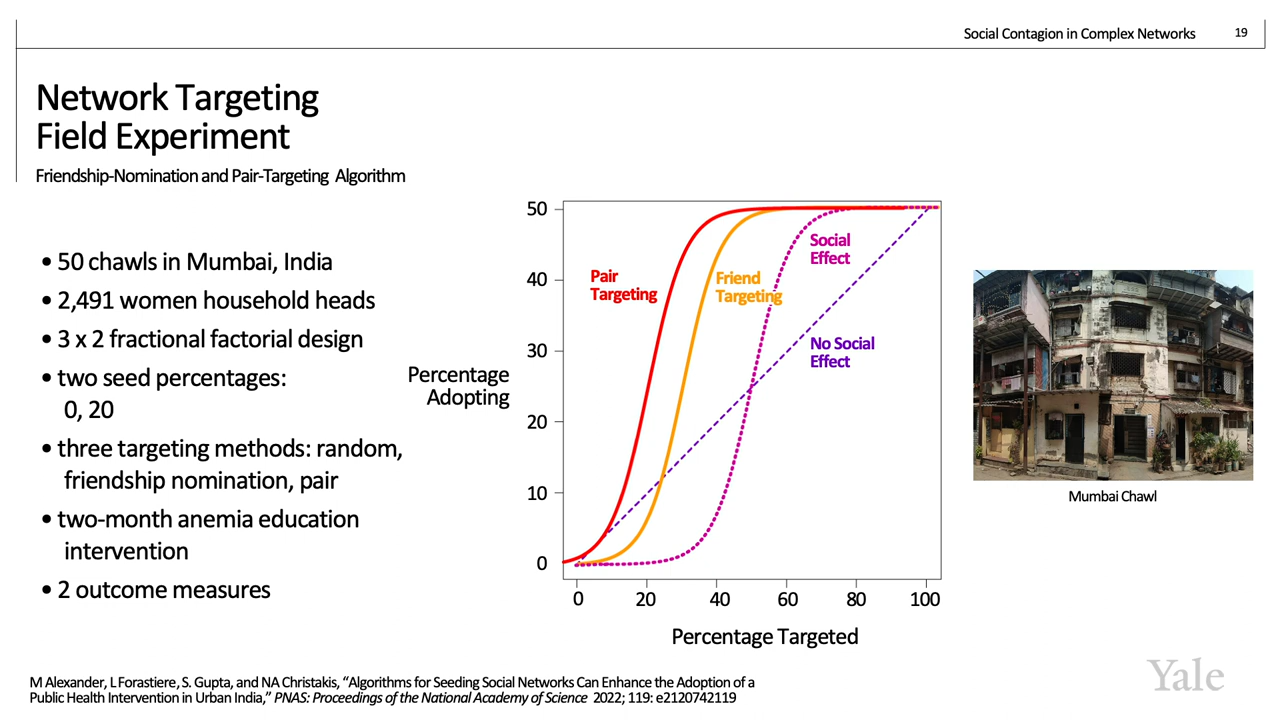 Social Contagion in Complex Networks 19
Network Targeting
Field Experiment
Friendship-Nomination and Pair-Targeting Algorithm
• 50 chawls in Mumbai, India
• 2,491 women household heads
• 3 x 2 fractional factorial design
• two seed percentages:
0, 20
• three targeting methods: random,
friendship nomination, pair
• two-month anemia education
intervention
• 2 outcome measures
Percentage
Adopting
50
40
30
20
10
0
Pair
Targeting
Friend
Targeting
Social
Effect
No Social
Effect
0 20 40 60 80 100
Percentage Targeted
Mumbai Chawl
M Alexander, L Forastiere, S. Gupta, and NA Christakis, “Algorithms for Seeding Social Networks Can Enhance the Adoption of a
Public Health Intervention in Urban India,” PNAS: Proceedings of the National Academy of Science 2022; 119: e2120742119
Yale